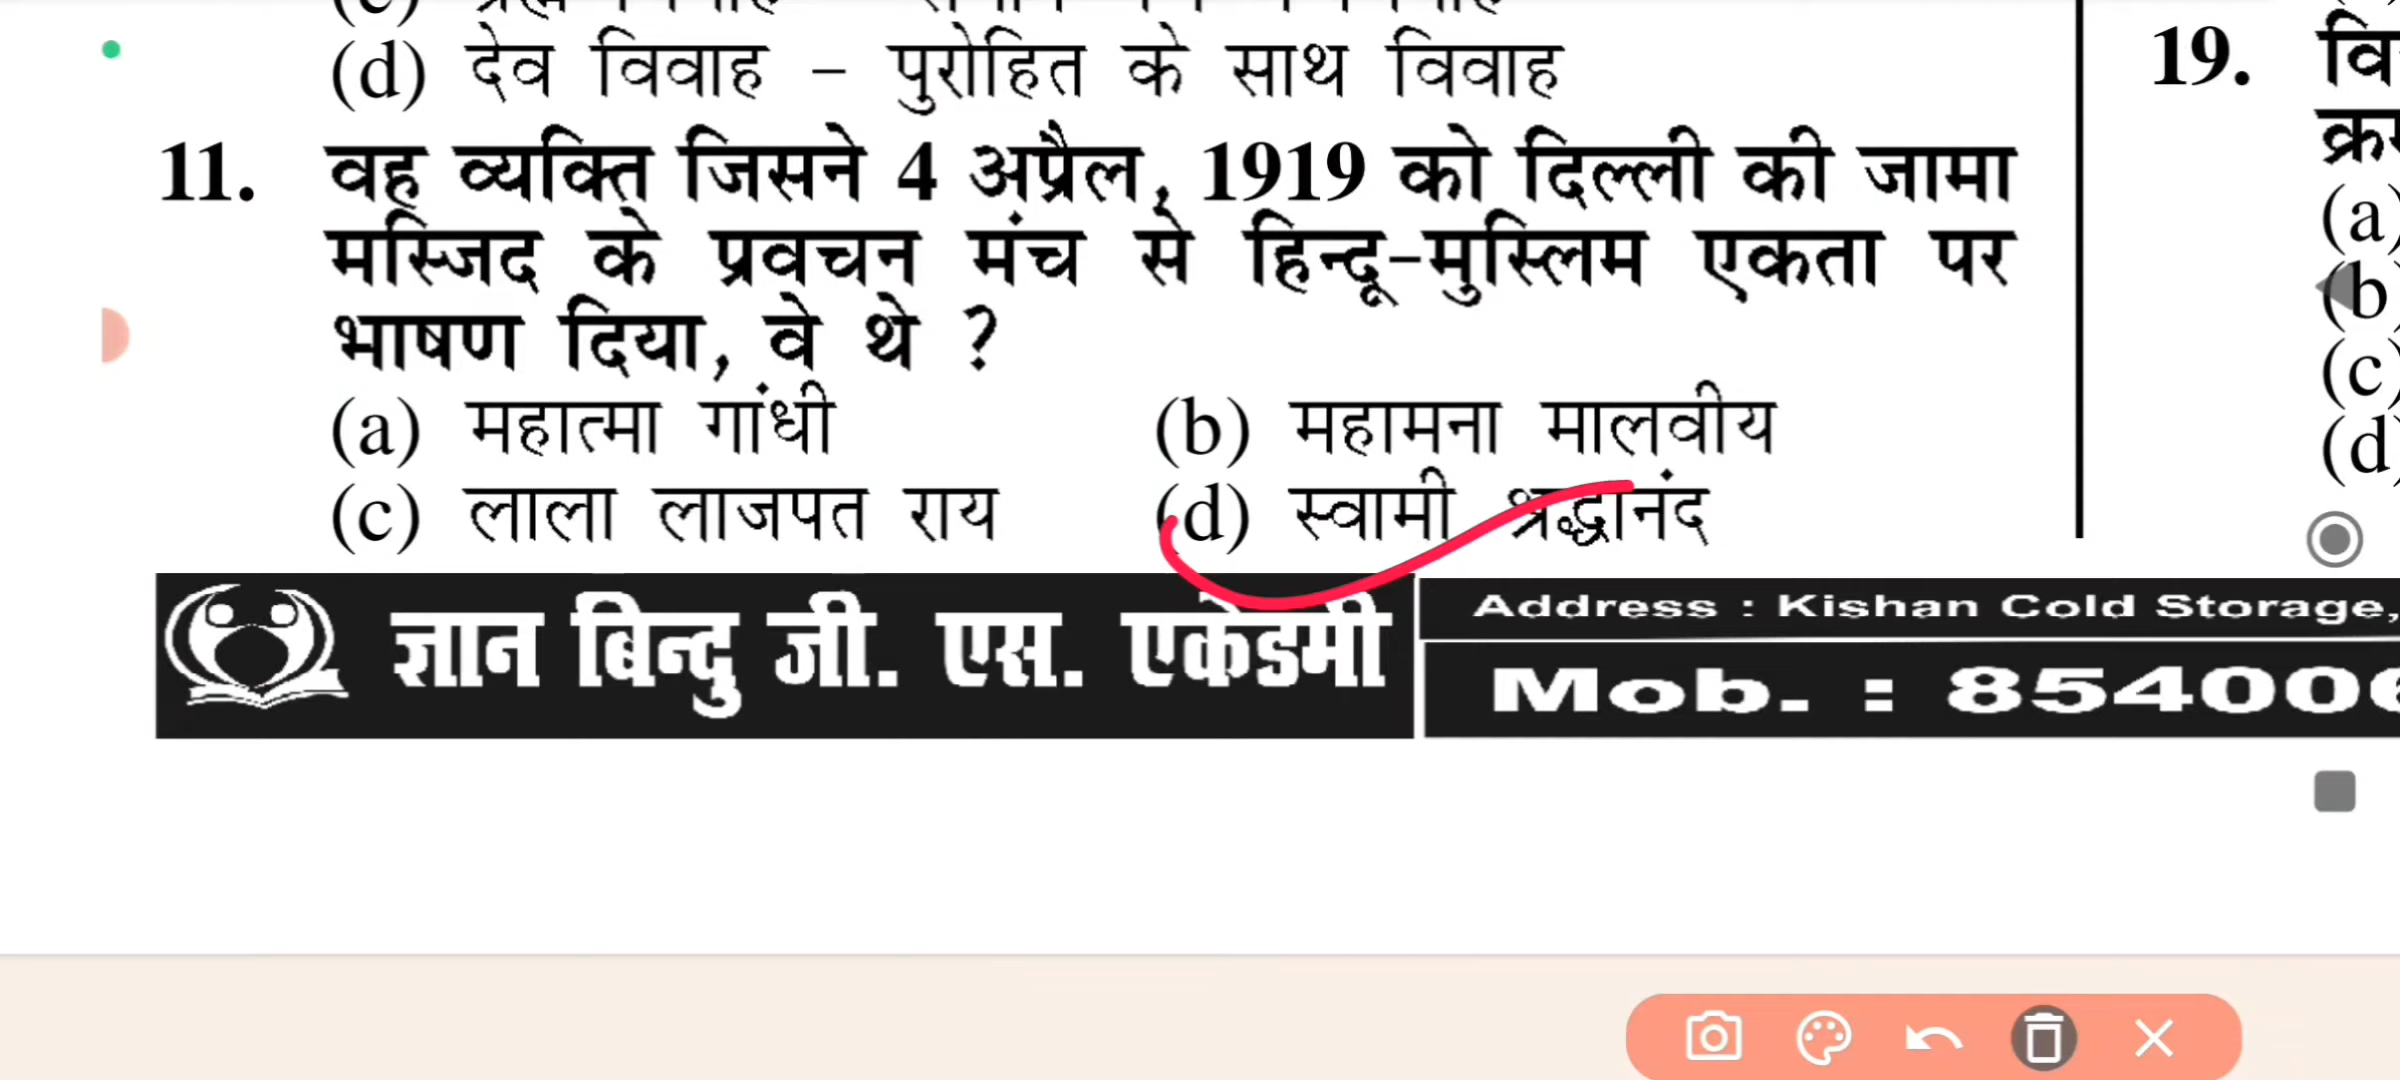 (d) देव विवाह – पुरोहित के साथ विवाह
11. वह व्यक्ति जिसने 4 अप्रैल, 1919 को दिल्ली की जामा
मस्जिद के प्रवचन मंच से हिन्दू-मुस्लिम एकता पर
भाषण दिया, वे थे ?
(a) महात्मा गांधी (b) महामना मालवीय
(c) लाला लाजपत राय (d) स्वामी श्रद्धानंद
19.
(a)
(b)
(c)
(d)
ज्ञान बिन्दु जी. एस. एकेडमी
Address : Kishan Cold Storage,
Mob. : 85400